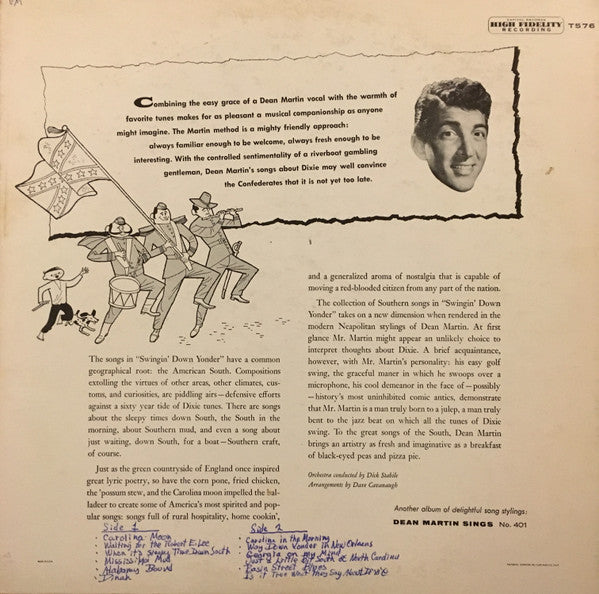 CAPITOL RECORDS
HIGH FIDELITY
RECORDING
T576
Combining the easy grace of a Dean Martin vocal with the warmth of
favorite tunes makes for as pleasant a musical companionship as anyone
might imagine. The Martin method is a mighty friendly approach:
always familiar enough to be welcome, always fresh enough to be
interesting. With the controlled sentimentality of a riverboat gambling
gentleman, Dean Martin's songs about Dixie may well convince
the Confederates that it is not yet too late.
The songs in "Swingin' Down Yonder" have a common
geographical root: the American South. Compositions
extolling the virtues of other areas, other climates, cus-
toms, and curiosities, are piddling airs—defensive efforts
against a sixty year tide of Dixie tunes. There are songs
about the sleepy times down South, the South in the
morning, about Southern mud, and even a song about
just waiting, down South, for a boat—Southern craft,
of course.
Just as the green countryside of England once inspired
great lyric poetry, so have the corn pone, fried chicken,
the 'possum stew, and the Carolina moon impelled the bal-
ladeer to create some of America's most spirited and pop-
ular songs: songs full of rural hospitality, home cookin',
and a generalized aroma of nostalgia that is capable of
moving a red-blooded citizen from any part of the nation.
The collection of Southern songs in "Swingin' Down
Yonder" takes on a new dimension when rendered in the
modern Neapolitan stylings of Dean Martin. At first
glance Mr. Martin might appear an unlikely choice to
interpret thoughts about Dixie. A brief acquaintance,
however, with Mr. Martin's personality: his easy golf
swing, the graceful maner in which he swoops over a
microphone, his cool demeanor in the face of—possibly
—history's most uninhibited comic antics, demonstrate
that Mr. Martin is a man truly born to a julep, a man truly
bent to the jazz beat on which all the tunes of Dixie
swing. To the great songs of the South, Dean Martin
brings an artistry as fresh and imaginative as a breakfast
of black-eyed peas and pizza pie.
Orchestra conducted by Dick Stabile
Arrangements by Dave Cavanaugh
Another album of delightful song stylings:
DEAN MARTIN SINGS No. 401
Side 1
• Carolina Moon
• Waiting for the Robert E. Lee
• When it's Sleepy Time Down South
• Mississippi Mud
• Alabamy Bound
• Dinah
Side 2
• Carolina in the Morning
• Way Down Yonder in New Orleans
• Georgia on My Mind
• Just a Little Bit South of North Carolina
• Basin Street Blues
• Is it True What They Say About Dixie